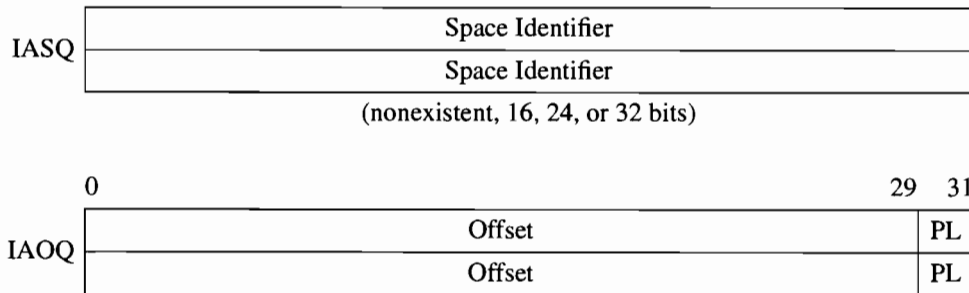 Space Identifier
IASQ
Space Identifier
(nonexistent, 16, 24, or 32 bits)
0 29 31
Offset PL
IAOQ
Offset PL